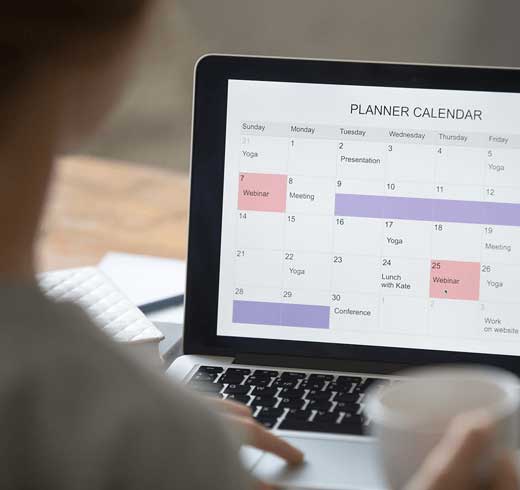 PLANNER CALENDAR
Sunday Monday Tuesday Wednesday Thursday Friday
31 1 2 3 4 5
Yoga Presentation Yoga
7 8 9 10 11 12
Webinar Meeting
14 15 16 17 18 19
Yoga Meeting
21 22 23 24 25 26
Yoga Lunch with Kate Webinar Yoga
28 29 30 1 2 3
Conference Work on website